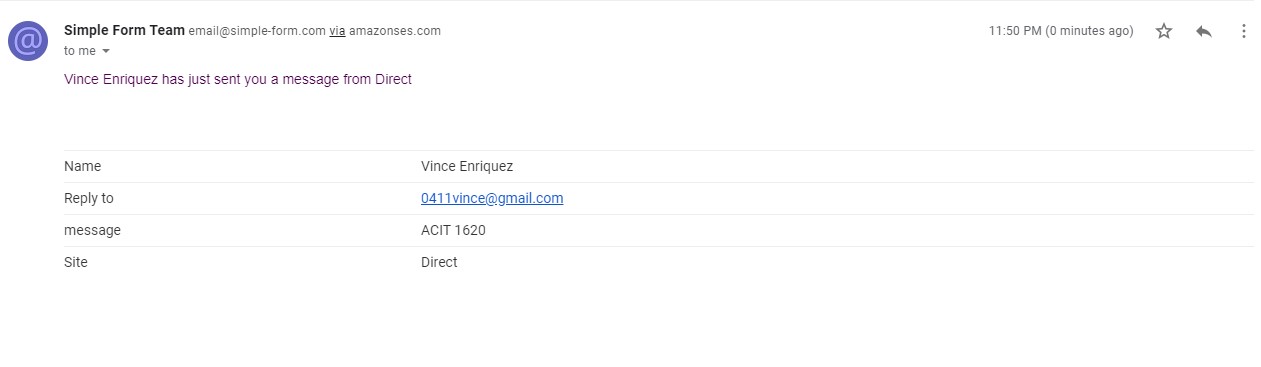 @
Simple Form Team email@simple-form.com via amazonses.com
11:50 PM (0 minutes ago)
to me
Vince Enriquez has just sent you a message from Direct
Name Vince Enriquez
Reply to 0411vince@gmail.com
message ACIT 1620
Site Direct